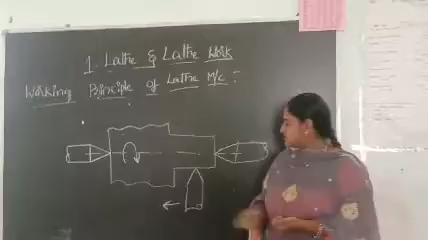 1. Lathe & Lathe Work
Working Principle of Lathe M/c :